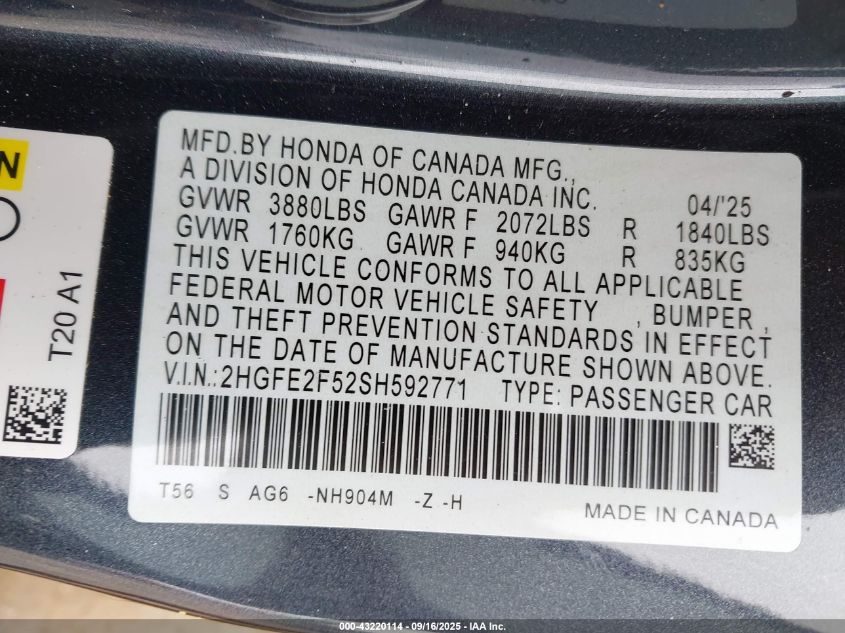 MFD.BY HONDA OF CANADA MFG.,
A DIVISION OF HONDA CANADA INC. 04/'25
GVWR 3880LBS GAWR F 2072LBS R 1840LBS
GVWR 1760KG GAWR F 940KG R 835KG
THIS VEHICLE CONFORMS TO ALL APPLICABLE
FEDERAL MOTOR VEHICLE SAFETY , BUMPER ,
AND THEFT PREVENTION STANDARDS IN EFFECT
ON THE DATE OF MANUFACTURE SHOWN ABOVE.
V.I.N.:2HGFE2F52SH592771 TYPE: PASSENGER CAR
T56 S AG6 -NH904M -Z -H
MADE IN CANADA
N
T20 A1
000-43220114 - 09/16/2025 - IAA Inc.